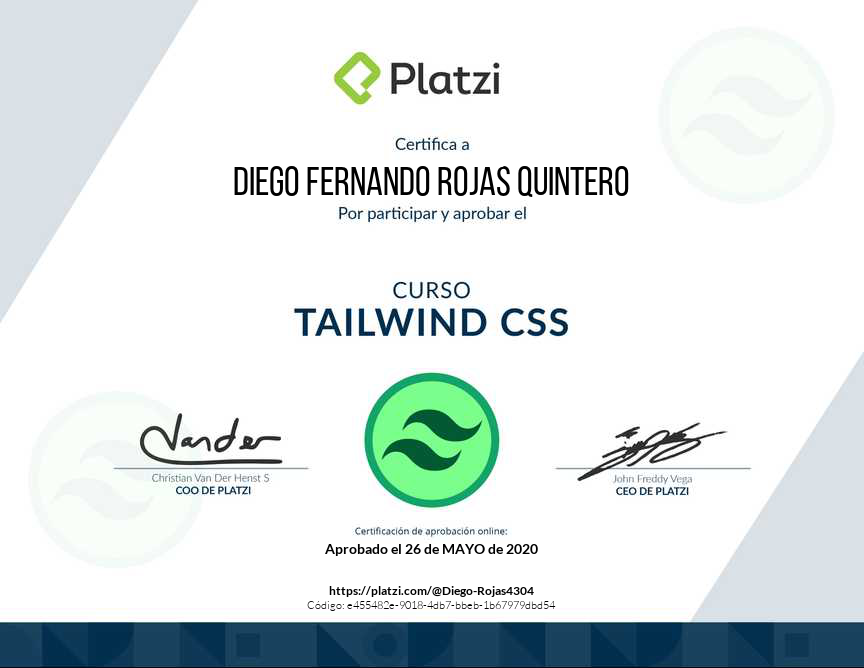 Platzi
Certifica a
DIEGO FERNANDO ROJAS QUINTERO
Por participar y aprobar el
CURSO
TAILWIND CSS
Vander
Christian Van Der Henst S
COO DE PLATZI
John Freddy Vega
CEO DE PLATZI
Certificación de aprobación online:
Aprobado el 26 de MAYO de 2020
https://platzi.com/@Diego-Rojas4304
Código: e455482e-9018-4db7-bbeb-1b67979dbd54